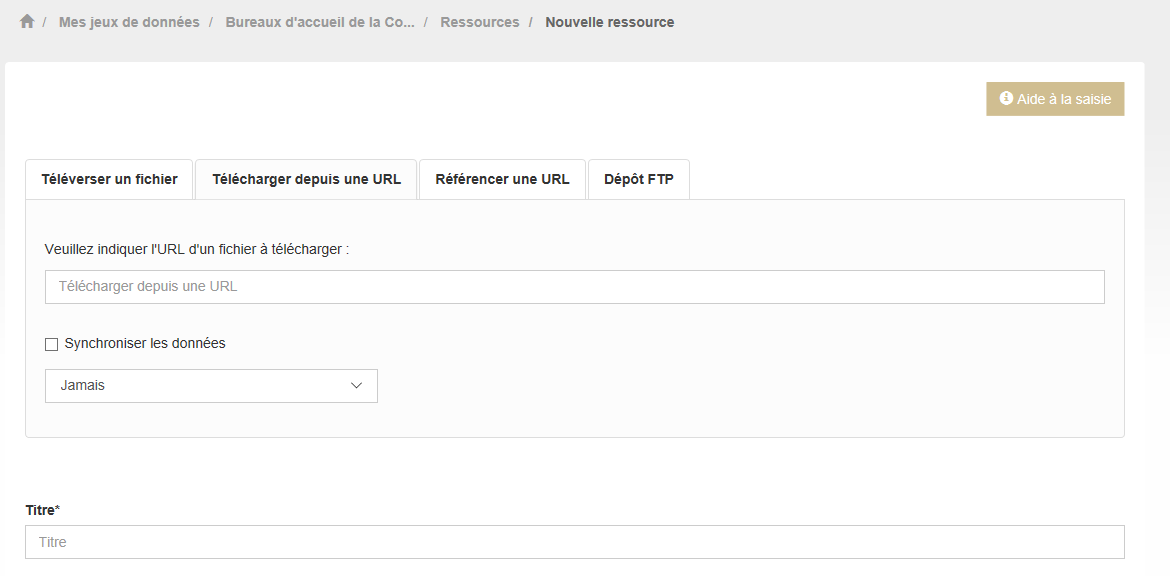 / Mes jeux de données / Bureaux d'accueil de la Co... / Ressources / Nouvelle ressource
Aide à la saisie
Téléverser un fichier Télécharger depuis une URL Référencer une URL Dépôt FTP
Veuillez indiquer l'URL d'un fichier à télécharger :
Télécharger depuis une URL
Synchroniser les données
Jamais
Titre*
Titre